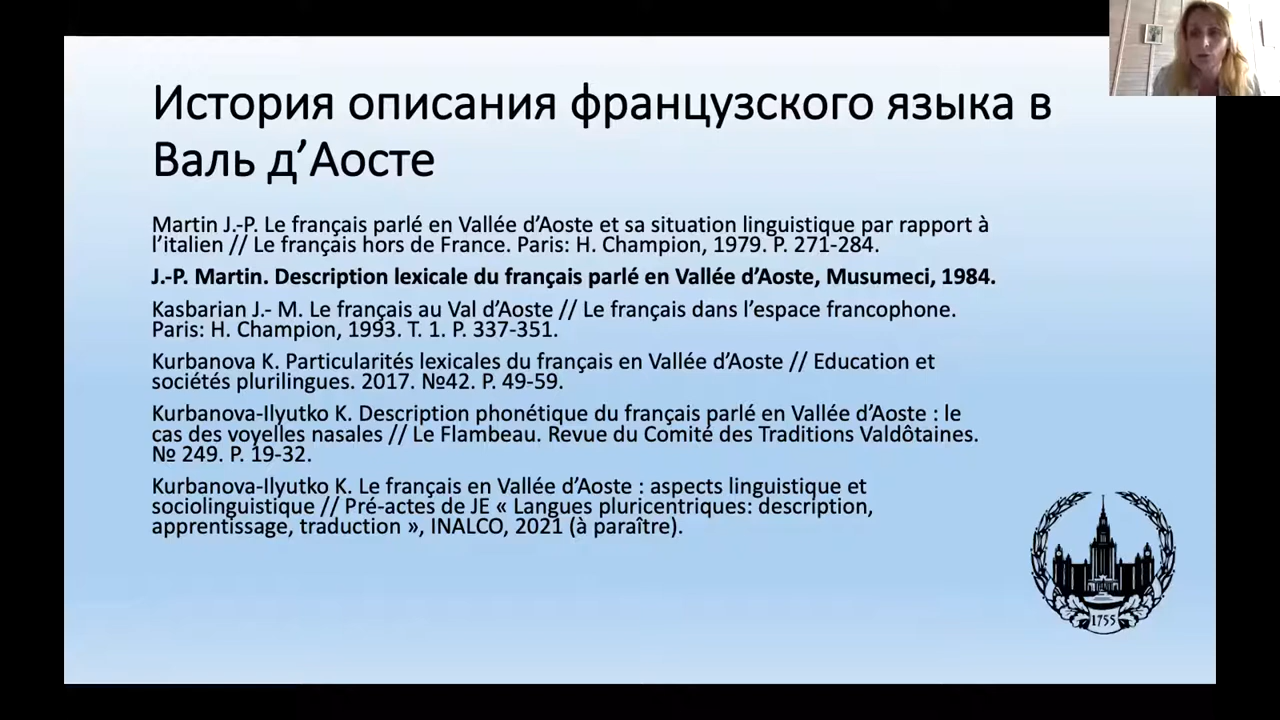 История описания французского языка в
Валь д’Аосте
Martin J.-P. Le français parlé en Vallée d’Aoste et sa situation linguistique par rapport à
l’italien // Le français hors de France. Paris: H. Champion, 1979. P. 271-284.
J.-P. Martin. Description lexicale du français parlé en Vallée d’Aoste, Musumeci, 1984.
Kasbarian J.- M. Le français au Val d’Aoste // Le français dans l’espace francophone.
Paris: H. Champion, 1993. T. 1. P. 337-351.
Kurbanova K. Particularités lexicales du français en Vallée d’Aoste // Education et
sociétés plurilingues. 2017. №42. P. 49-59.
Kurbanova-Ilyutko K. Description phonétique du français parlé en Vallée d’Aoste : le
cas des voyelles nasales // Le Flambeau. Revue du Comité des Traditions Valdôtaines.
№ 249. P. 19-32.
Kurbanova-Ilyutko K. Le français en Vallée d’Aoste : aspects linguistique et
sociolinguistique // Pré-actes de JE « Langues pluricentriques: description,
apprentissage, traduction », INALCO, 2021 (à paraître).
1755